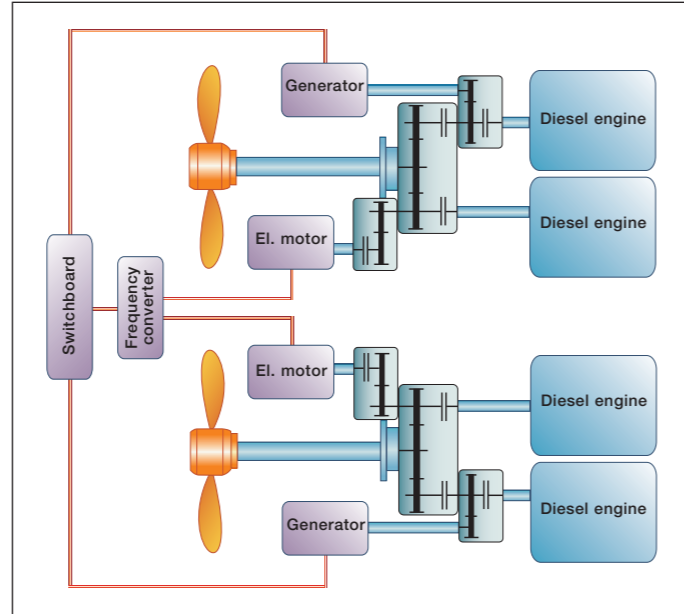 Generator
Diesel engine
Diesel engine
El. motor
Switchboard
Frequency
converter
El. motor
Diesel engine
Generator
Diesel engine